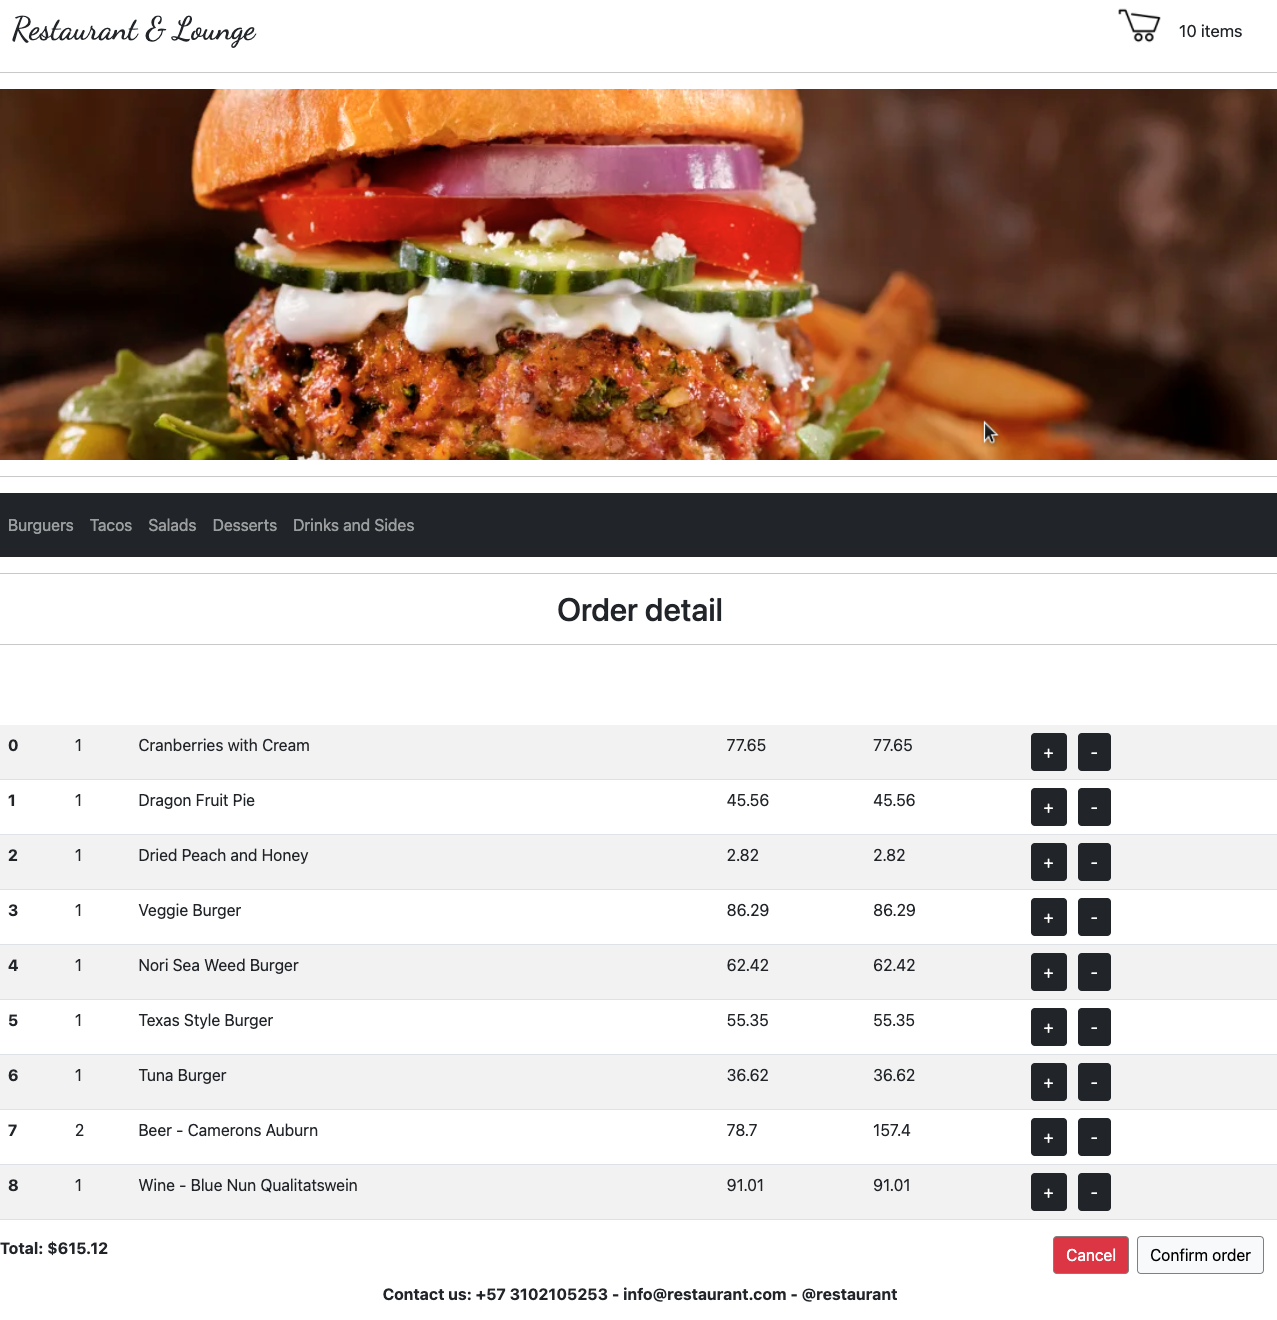 Restaurant & Lounge
10 items
Burguers Tacos Salads Desserts Drinks and Sides
Order detail
0 1 Cranberries with Cream 77.65 77.65 + -
1 1 Dragon Fruit Pie 45.56 45.56 + -
2 1 Dried Peach and Honey 2.82 2.82 + -
3 1 Veggie Burger 86.29 86.29 + -
4 1 Nori Sea Weed Burger 62.42 62.42 + -
5 1 Texas Style Burger 55.35 55.35 + -
6 1 Tuna Burger 36.62 36.62 + -
7 2 Beer - Camerons Auburn 78.7 157.4 + -
8 1 Wine - Blue Nun Qualitatswein 91.01 91.01 + -
Total: $615.12 Cancel Confirm order
Contact us: +57 3102105253 - info@restaurant.com - @restaurant